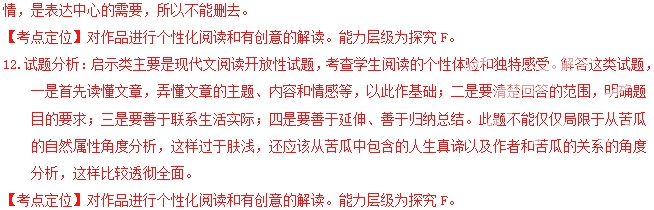 情，是表达中心的需要，所以不能删去。
【考点定位】对作品进行个性化阅读和有创意的解读。能力层级为探究 F。
12.试题分析：启示类主要是现代文阅读开放性试题，考查学生阅读的个性体验和独特感受。解答这类试题，
一是首先读懂文章，弄懂文章的主题、内容和情感等，以此作基础；二是要清楚回答的范围，明确题
目的要求；三是要善于联系生活实际；四是要善于延伸、善于归纳总结。此题不能仅仅局限于从苦瓜
的自然属性角度分析，这样过于肤浅，还应该从苦瓜中包含的人生真谛以及作者和苦瓜的关系的角度
分析，这样比较透彻全面。
【考点定位】对作品进行个性化阅读和有创意的解读。能力层级为探究 F。